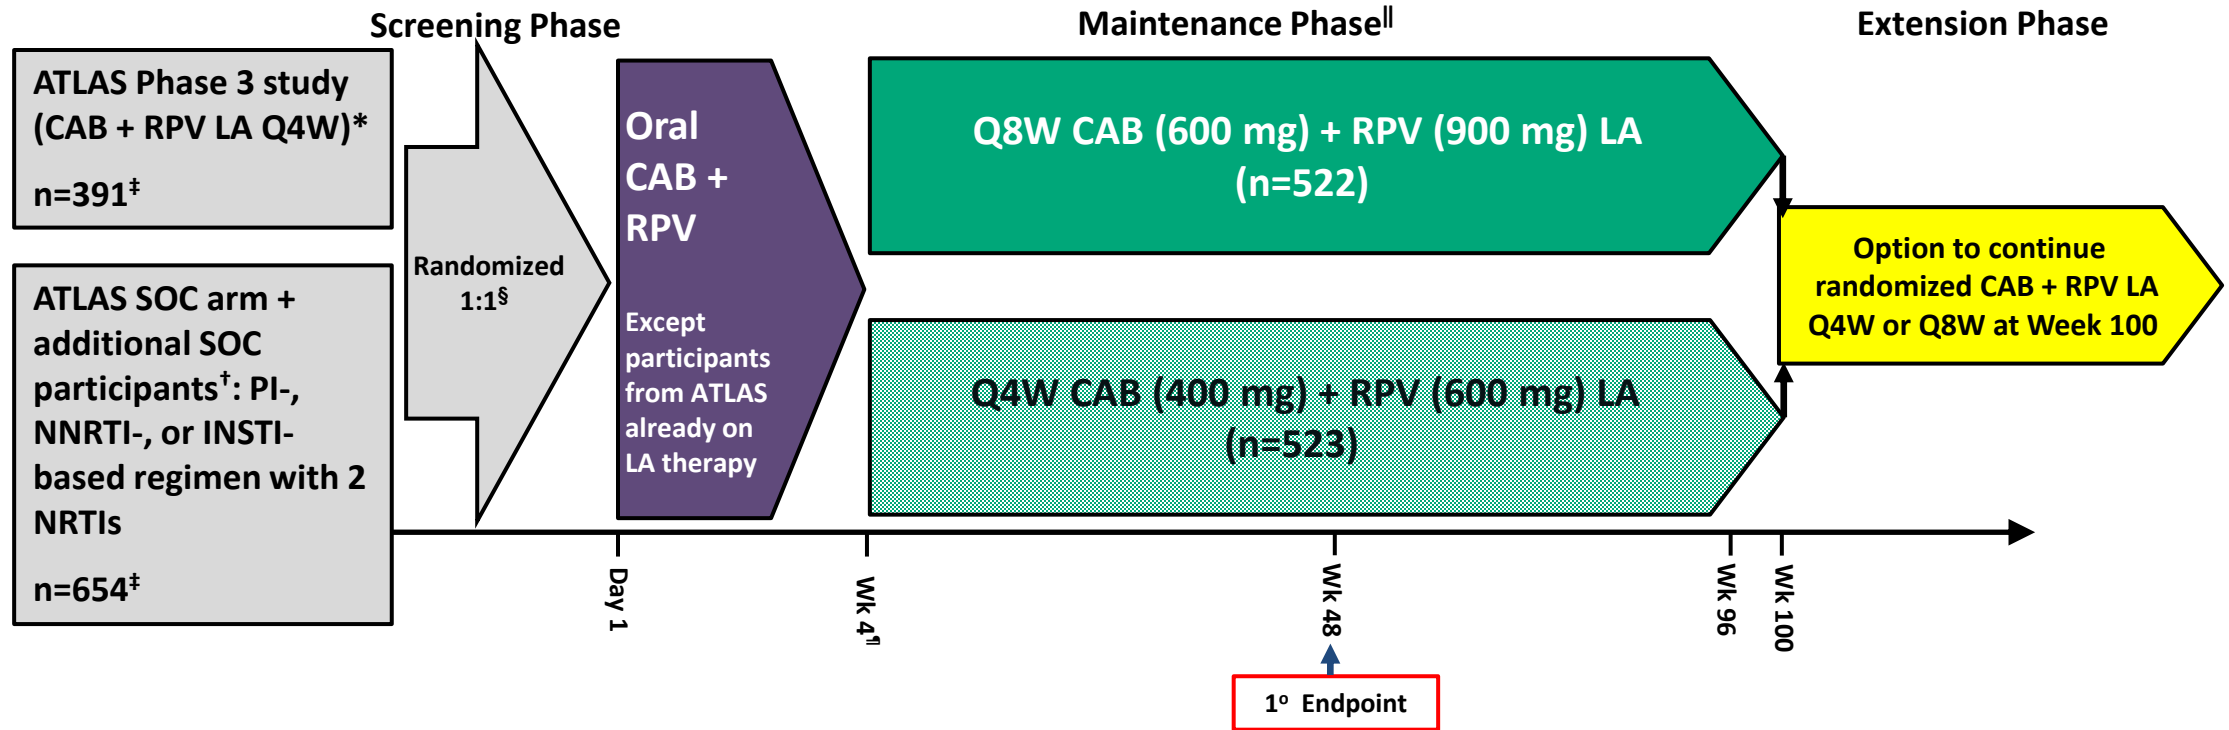 Screening Phase
Maintenance Phase‖
Extension Phase
ATLAS Phase 3 study
(CAB + RPV LA Q4W)*
n=391‡
ATLAS SOC arm +
additional SOC
participants†: PI-,
NNRTI-, or INSTI-
based regimen with 2
NRTIs
n=654‡
Randomized
1:1§
Oral
CAB +
RPV
Except
participants
from ATLAS
already on
LA therapy
Q8W CAB (600 mg) + RPV (900 mg) LA
(n=522)
Q4W CAB (400 mg) + RPV (600 mg) LA
(n=523)
Option to continue
randomized CAB + RPV LA
Q4W or Q8W at Week 100
Day 1
Wk 4¶
Wk 48
Wk 96
Wk 100
1º Endpoint